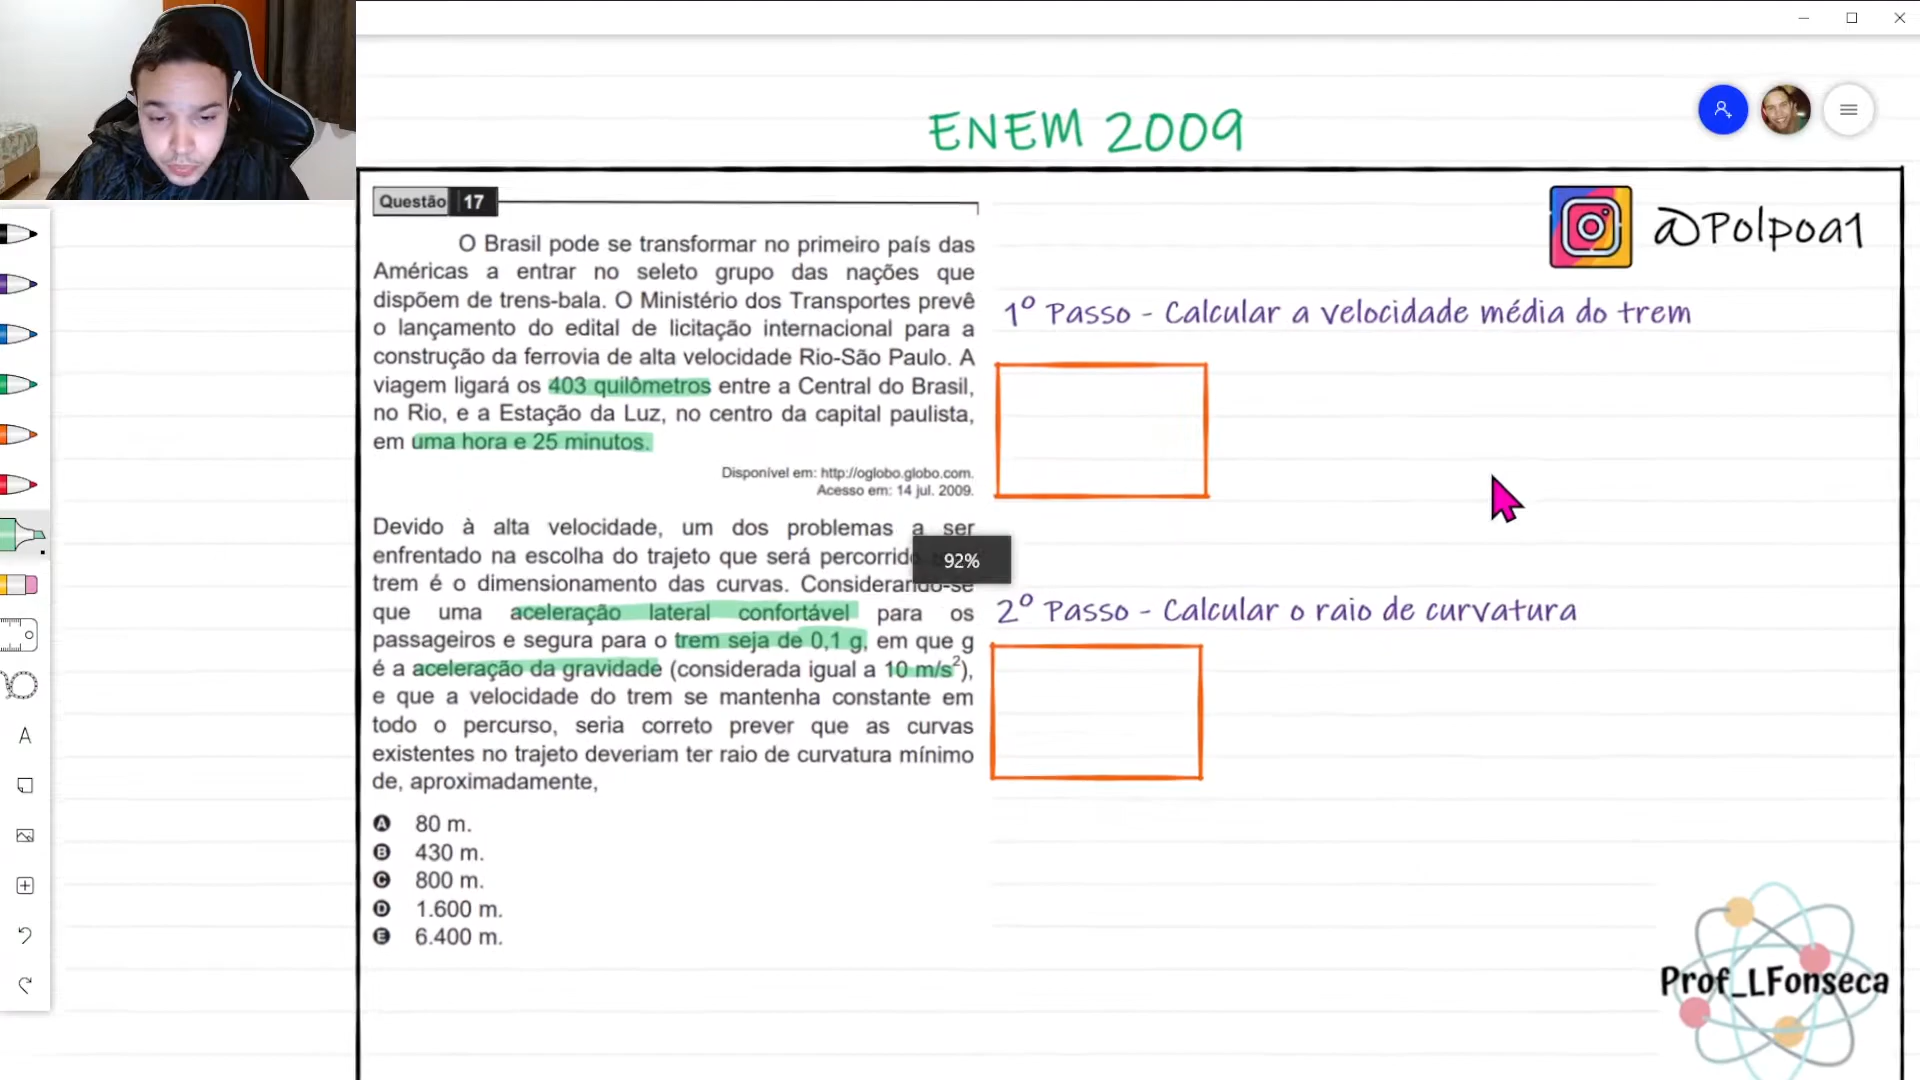 ENEM 2009
Questão 17
O Brasil pode se transformar no primeiro país das
Américas a entrar no seleto grupo das nações que
dispõem de trens-bala. O Ministério dos Transportes prevê
o lançamento do edital de licitação internacional para a
construção da ferrovia de alta velocidade Rio-São Paulo. A
viagem ligará os 403 quilômetros entre a Central do Brasil,
no Rio, e a Estação da Luz, no centro da capital paulista,
em uma hora e 25 minutos.
Disponível em: http://oglobo.globo.com.
Acesso em: 14 jul. 2009.
Devido à alta velocidade, um dos problemas a ser
enfrentado na escolha do trajeto que será percorrido
trem é o dimensionamento das curvas. Considerando-se
que uma aceleração lateral confortável para os
passageiros e segura para o trem seja de 0,1 g, em que g
é a aceleração da gravidade (considerada igual a 10 m/s²),
e que a velocidade do trem se mantenha constante em
todo o percurso, seria correto prever que as curvas
existentes no trajeto deveriam ter raio de curvatura mínimo
de, aproximadamente,
A 80 m.
B 430 m.
C 800 m.
D 1.600 m.
E 6.400 m.
92%
@Polpoa1
1º Passo - Calcular a velocidade média do trem
2º Passo - Calcular o raio de curvatura
Prof_LFonseca
A